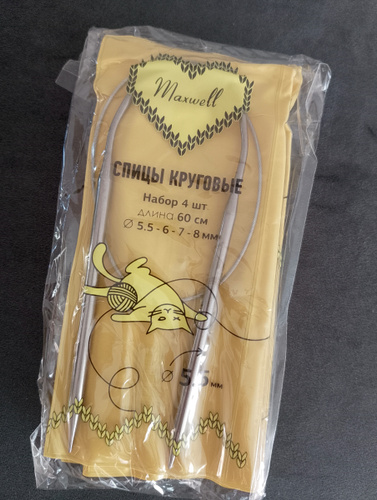 Maxwell
СПИЦЫ КРУГОВЫЕ
Набор 4 шт
длина 60 см
Ø 5.5 - 6 - 7 - 8 мм
Ø 5.5 мм